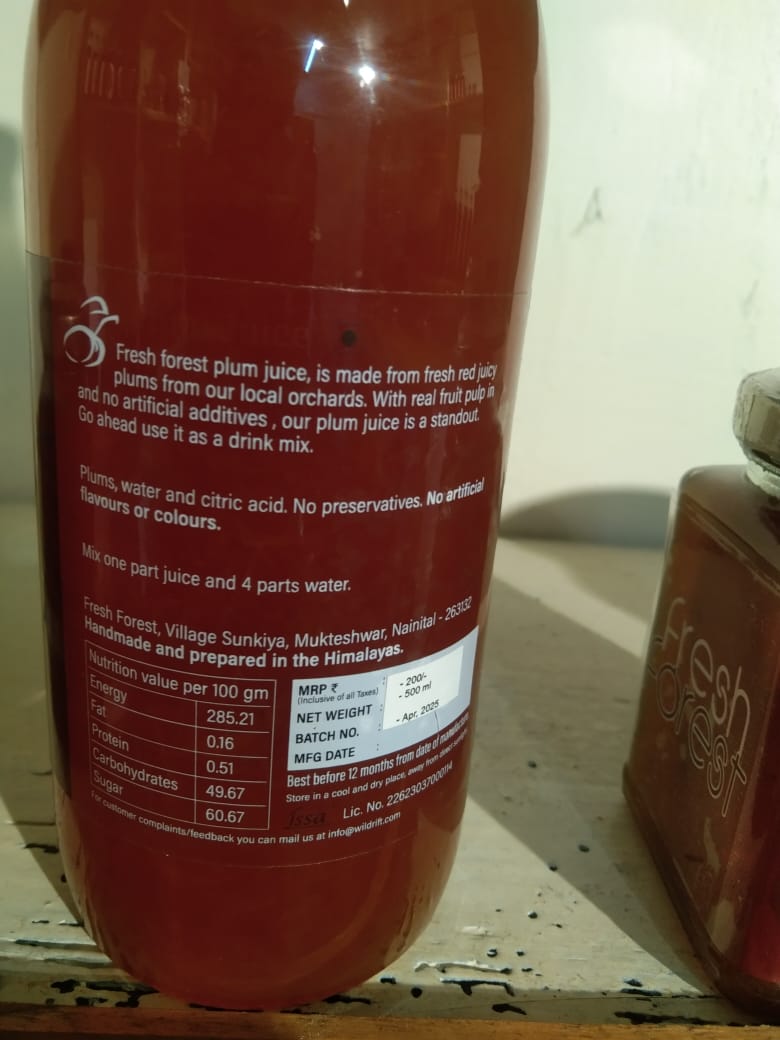 Fresh forest plum juice, is made from fresh red juicy
plums from our local orchards. With real fruit pulp in
and no artificial additives , our plum juice is a standout.
Go ahead use it as a drink mix.
Plums, water and citric acid. No preservatives. No artificial
flavours or colours.
Mix one part juice and 4 parts water.
Fresh Forest, Village Sunkiya, Mukteshwar, Nainital - 263132
Handmade and prepared in the Himalayas.
Nutrition value per 100 gm
Energy 285.21
Fat 0.16
Protein 0.51
Carbohydrates 49.67
Sugar 60.67
MRP ₹ : - 200/-
(Inclusive of all Taxes)
NET WEIGHT : - 500 ml
BATCH NO. :
MFG DATE : - Apr. 2025
Best before 12 months from date of manufacture
Store in a cool and dry place, away from direct sunlight.
fssai Lic. No. 22623037000114
For customer complaints/feedback you can mail us at info@wildrift.com
fresh
forest